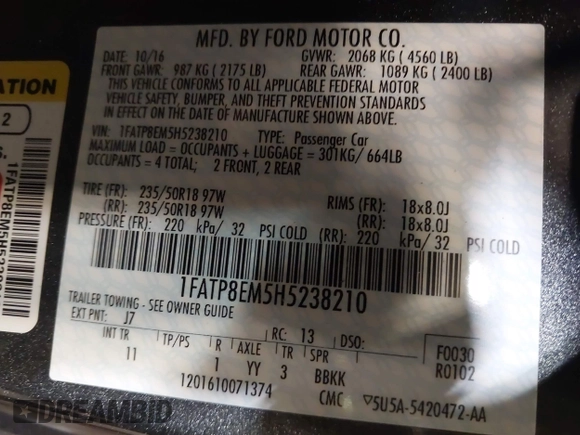 MFD. BY FORD MOTOR CO.
DATE: 10/16 GVWR: 2068 KG ( 4560 LB)
FRONT GAWR: 987 KG ( 2175 LB) REAR GAWR: 1089 KG ( 2400 LB)
THIS VEHICLE CONFORMS TO ALL APPLICABLE FEDERAL MOTOR
VEHICLE SAFETY, BUMPER, AND THEFT PREVENTION STANDARDS
IN EFFECT ON THE DATE OF MANUFACTURE SHOWN ABOVE.
VIN: 1FATP8EM5H5238210 TYPE: Passenger Car
MAXIMUM LOAD = OCCUPANTS + LUGGAGE = 301KG/ 664LB
OCCUPANTS = 4 TOTAL; 2 FRONT, 2 REAR
TIRE (FR): 235/50R18 97W RIMS (FR): 18x8.0J
(RR): 235/50R18 97W (RR): 18x8.0J
PRESSURE (FR): 220 kPa/ 32 PSI COLD (RR): 220 kPa/ 32 PSI COLD
1FATP8EM5H5238210
TRAILER TOWING - SEE OWNER GUIDE
EXT PNT: J7 RC: 13 DSO:
F0030
R0102
INT TR TP/PS R AXLE TR SPR
11 1 YY 3 BBKK
1201610071374 CMC ▽5U5A-5420472-AA
ATION
2
DREAMBID